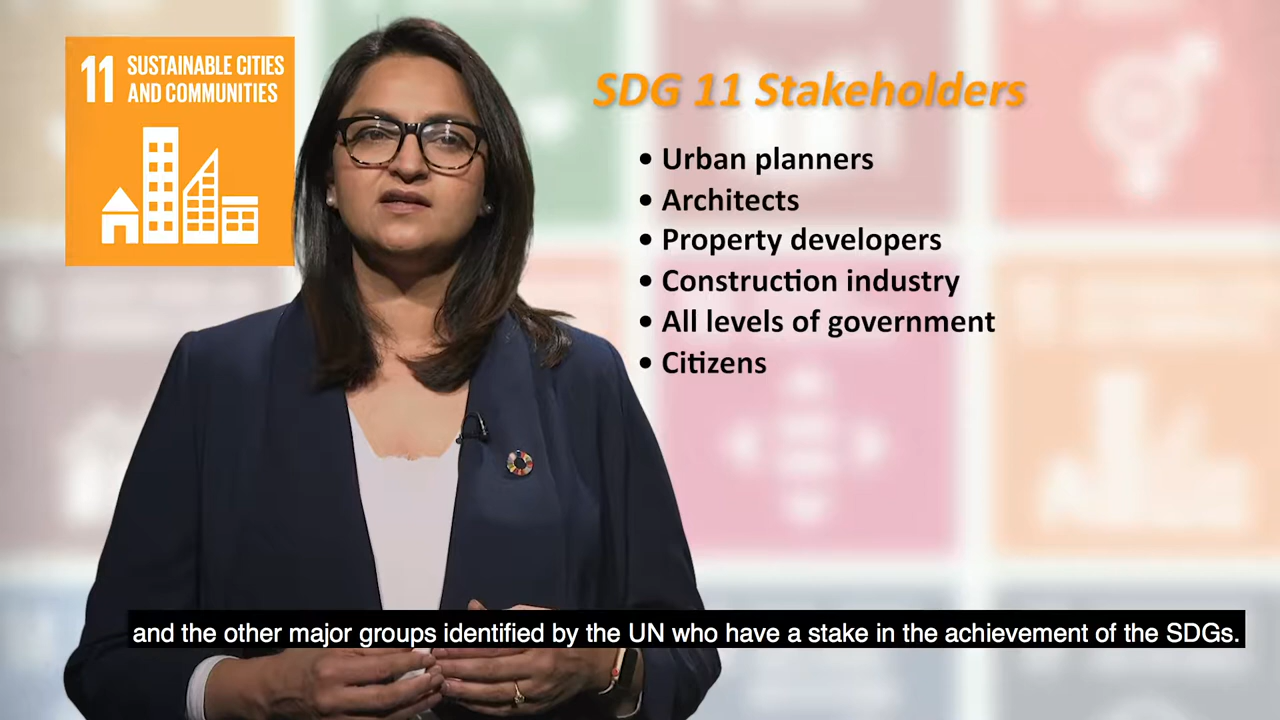 11 SUSTAINABLE CITIES
AND COMMUNITIES
SDG 11 Stakeholders
• Urban planners
• Architects
• Property developers
• Construction industry
• All levels of government
• Citizens
and the other major groups identified by the UN who have a stake in the achievement of the SDGs.